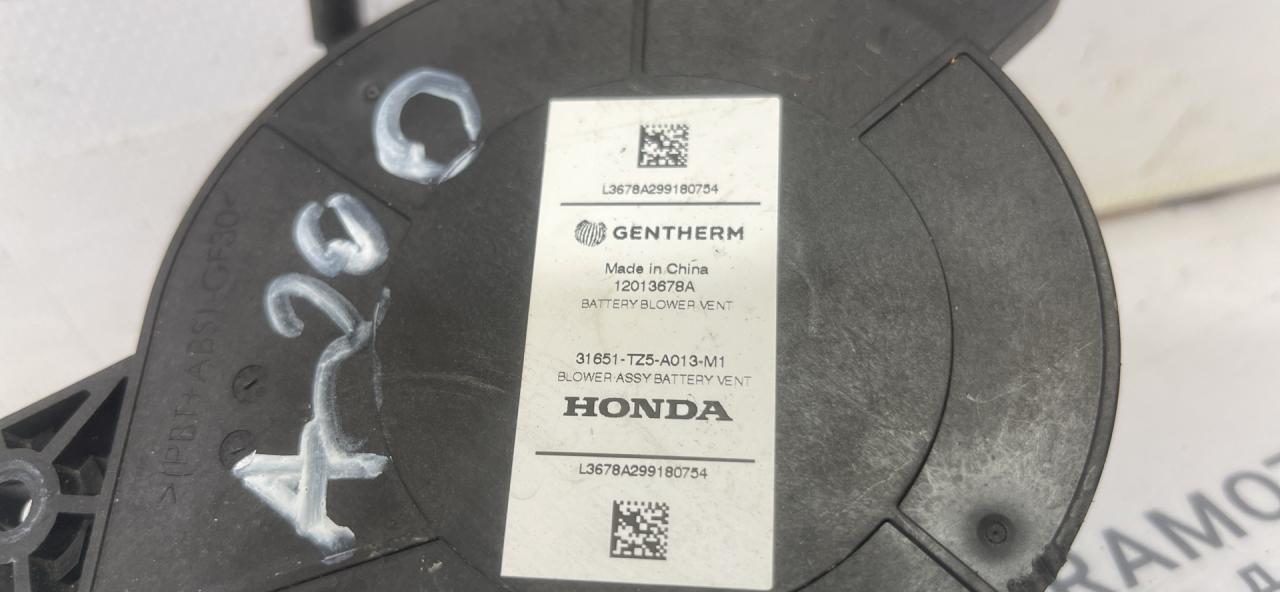 L3678A299180754
GENTHERM
Made in China
12013678A
BATTERY BLOWER VENT
31651-TZ5-A013-M1
BLOWER ASSY BATTERY VENT
HONDA
L3678A299180754
>(PBT+ABS)-GF30<
RAMOT